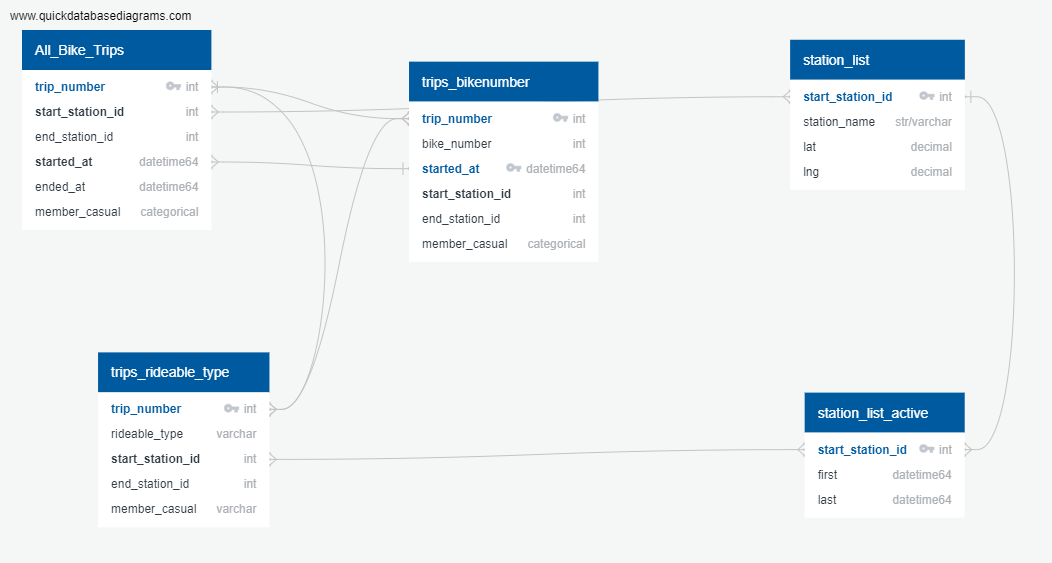 www.quickdatabasediagrams.com
All_Bike_Trips
trip_number int
start_station_id int
end_station_id int
started_at datetime64
ended_at datetime64
member_casual categorical
trips_bikenumber
trip_number int
bike_number int
started_at datetime64
start_station_id int
end_station_id int
member_casual categorical
station_list
start_station_id int
station_name str/varchar
lat decimal
lng decimal
trips_rideable_type
trip_number int
rideable_type varchar
start_station_id int
end_station_id int
member_casual varchar
station_list_active
start_station_id int
first datetime64
last datetime64